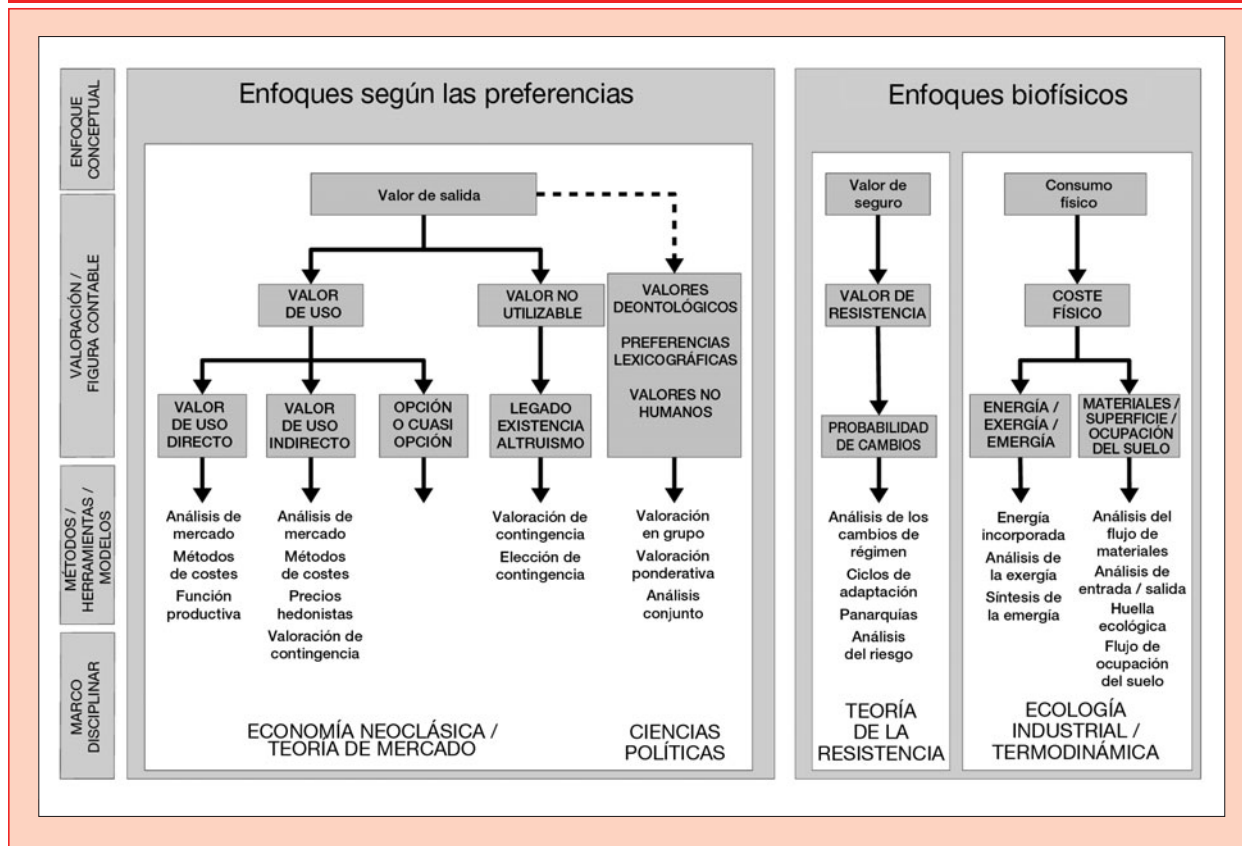 ENFOQUE
CONCEPTUAL
Enfoques según las preferencias
Enfoques biofísicos
VALORACIÓN /
FIGURA CONTABLE
Valor de salida
Valor de
seguro
Consumo
físico
VALOR
DE USO
VALOR NO
UTILIZABLE
VALORES
DEONTOLÓGICOS
PREFERENCIAS
LEXICOGRÁFICAS
VALORES NO
HUMANOS
VALOR DE
RESISTENCIA
COSTE
FÍSICO
VALOR
DE USO
DIRECTO
VALOR
DE USO
INDIRECTO
OPCIÓN
O CUASI
OPCIÓN
LEGADO
EXISTENCIA
ALTRUISMO
PROBABILIDAD
DE CAMBIOS
ENERGÍA /
EXERGÍA /
EMERGÍA
MATERIALES /
SUPERFICIE /
OCUPACIÓN
DEL SUELO
MÉTODOS /
HERRAMIENTAS /
MODELOS
Análisis de
mercado
Métodos
de costes
Función
productiva
Análisis de
mercado
Métodos
de costes
Precios
hedonistas
Valoración de
contingencia
Valoración de
contingencia
Elección de
contingencia
Valoración
en grupo
Valoración
ponderativa
Análisis
conjunto
Análisis de los
cambios de
régimen
Ciclos de
adaptación
Panarquías
Análisis
del riesgo
Energía
incorporada
Análisis de
la exergía
Síntesis de
la emergía
Análisis del
flujo de
materiales
Análisis de
entrada / salida
Huella
ecológica
Flujo de
ocupación
del suelo
MARCO
DISCIPLINAR
ECONOMÍA NEOCLÁSICA /
TEORÍA DE MERCADO
CIENCIAS
POLÍTICAS
TEORÍA
DE LA
RESISTENCIA
ECOLOGÍA
INDUSTRIAL /
TERMODINÁMICA